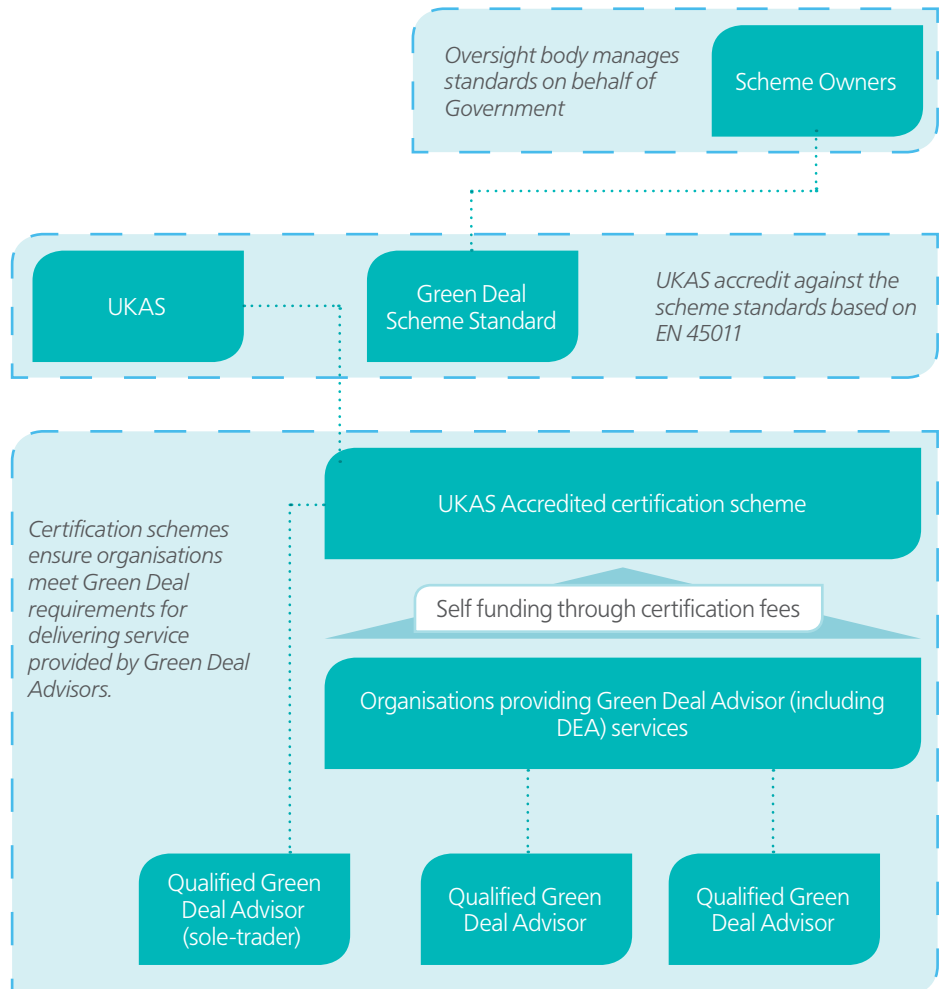 Oversight body manages
standards on behalf of
Government
Scheme Owners
UKAS
Green Deal
Scheme Standard
UKAS accredit against the
scheme standards based on
EN 45011
Certification schemes
ensure organisations
meet Green Deal
requirements for
delivering service
provided by Green Deal
Advisors.
UKAS Accredited certification scheme
Self funding through certification fees
Organisations providing Green Deal Advisor (including
DEA) services
Qualified Green
Deal Advisor
(sole-trader)
Qualified Green
Deal Advisor
Qualified Green
Deal Advisor